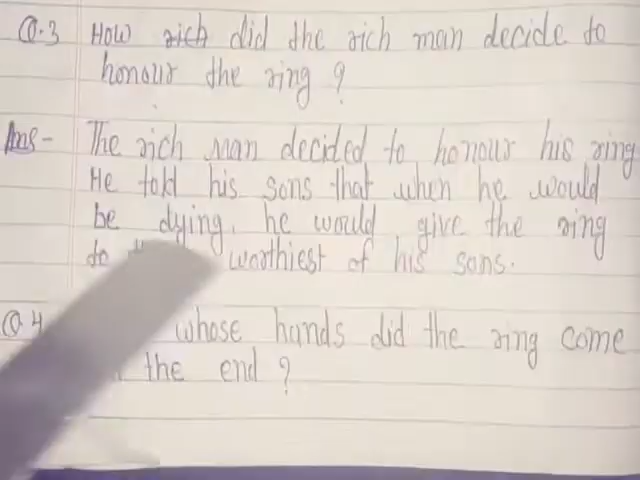 Q.3 How rich did the rich man decide to
honour the ring ?
Ans- The rich man decided to honour his ring
He told his sons that when he would
be dying, he would give the ring
to worthiest of his sons.
Q.4 whose hands did the ring come
the end ?